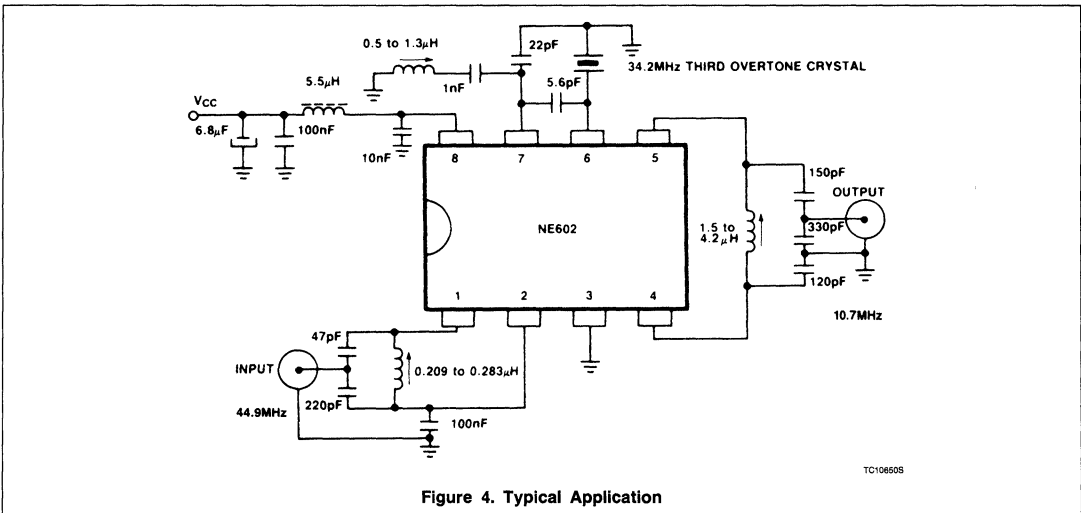 0.5 to 1.3μH
22pF
34.2MHz THIRD OVERTONE CRYSTAL
1nF
5.6pF
5.5μH
VCC
6.8μF
100nF
10nF
8
7
6
5
150pF
OUTPUT
NE602
1.5 to
4.2μH
330pF
120pF
1
2
3
4
10.7MHz
47pF
INPUT
0.209 to 0.283μH
220pF
44.9MHz
100nF
TC10650S
Figure 4. Typical Application